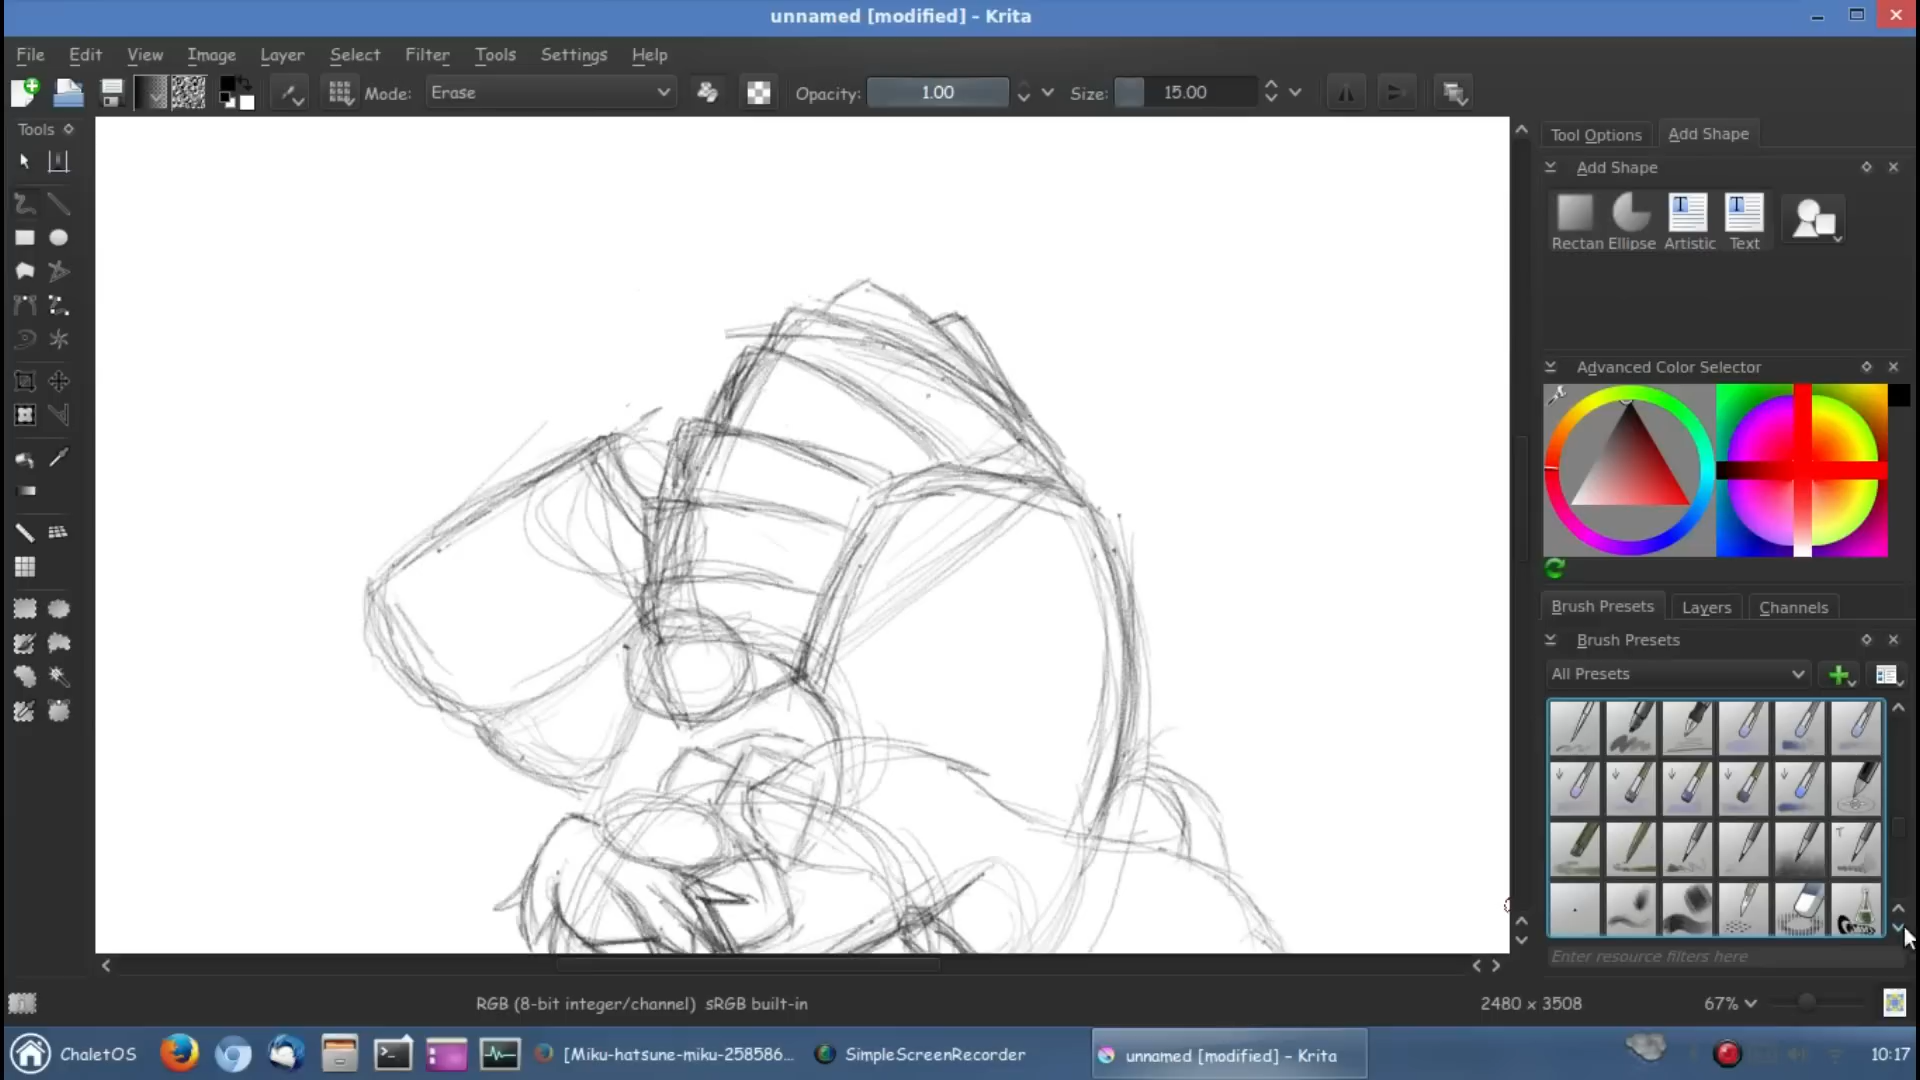 unnamed [modified] – Krita
File Edit View Image Layer Select Filter Tools Settings Help
Mode: Erase Opacity: 1.00 Size: 15.00
Tools
Tool Options Add Shape
Add Shape
T T
Rectan Ellipse Artistic Text
Advanced Color Selector
Brush Presets Layers Channels
Brush Presets
All Presets
T
Enter resource filters here
RGB (8-bit integer/channel) sRGB built-in 2480 x 3508 67%
ChaletOS [Miku-hatsune-miku-258586... SimpleScreenRecorder unnamed [modified] – Krita 10:17